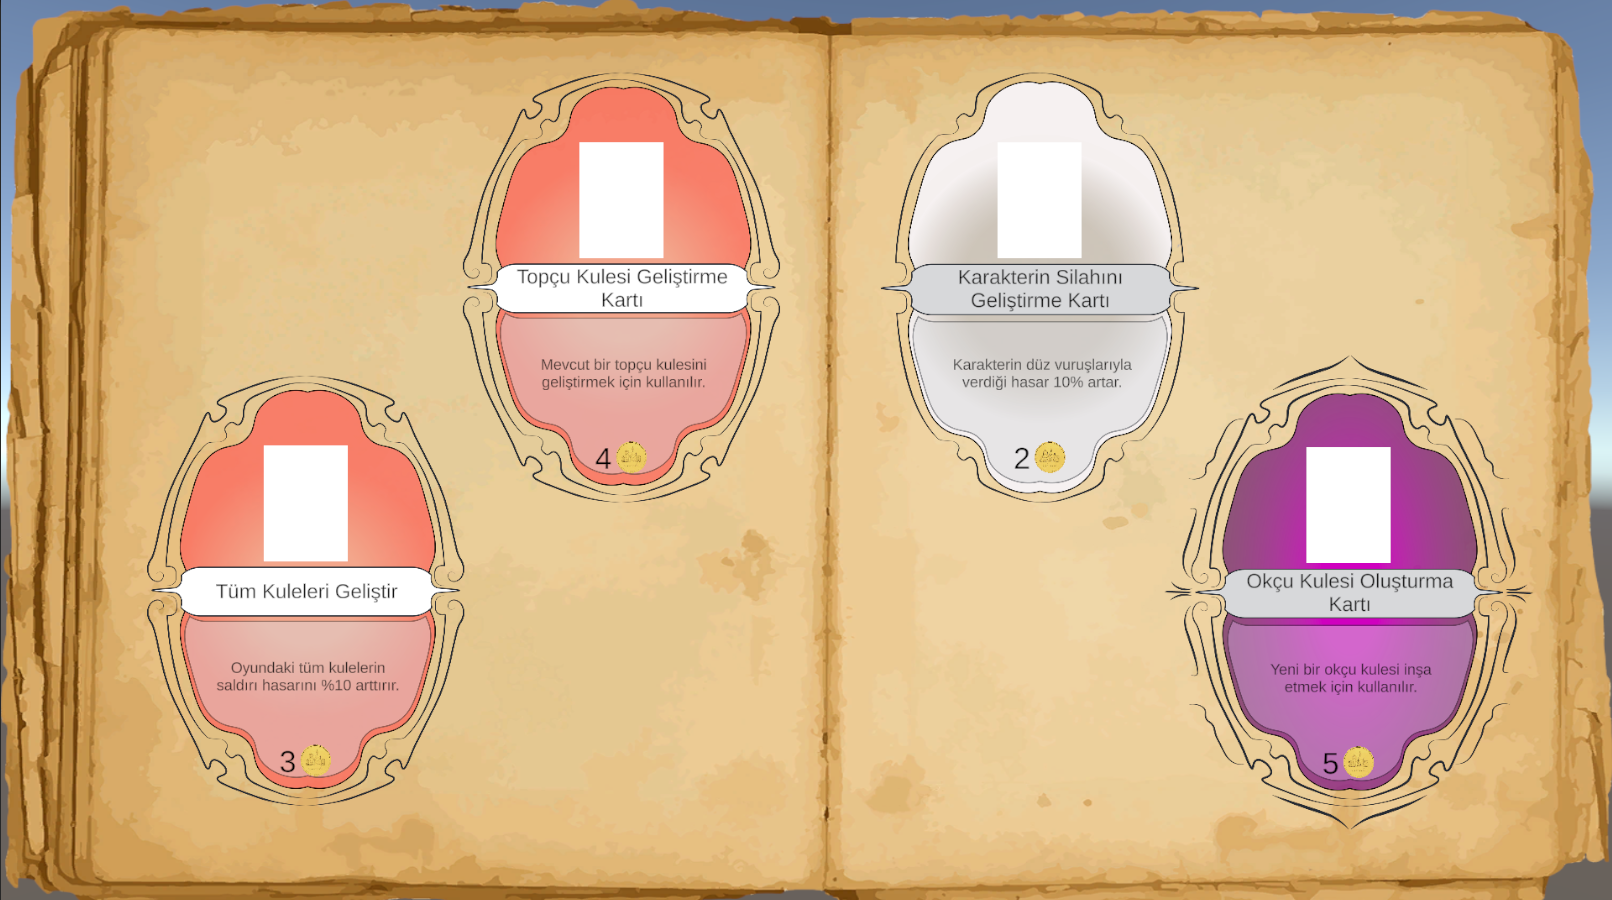 Topçu Kulesi Geliştirme
Kartı
Mevcut bir topçu kulesini
geliştirmek için kullanılır.
4
Karakterin Silahını
Geliştirme Kartı
Karakterin düz vuruşlarıyla
verdiği hasar 10% artar.
2
Tüm Kuleleri Geliştir
Oyundaki tüm kulelerin
saldırı hasarını %10 arttırır.
3
Okçu Kulesi Oluşturma
Kartı
Yeni bir okçu kulesi inşa
etmek için kullanılır.
5